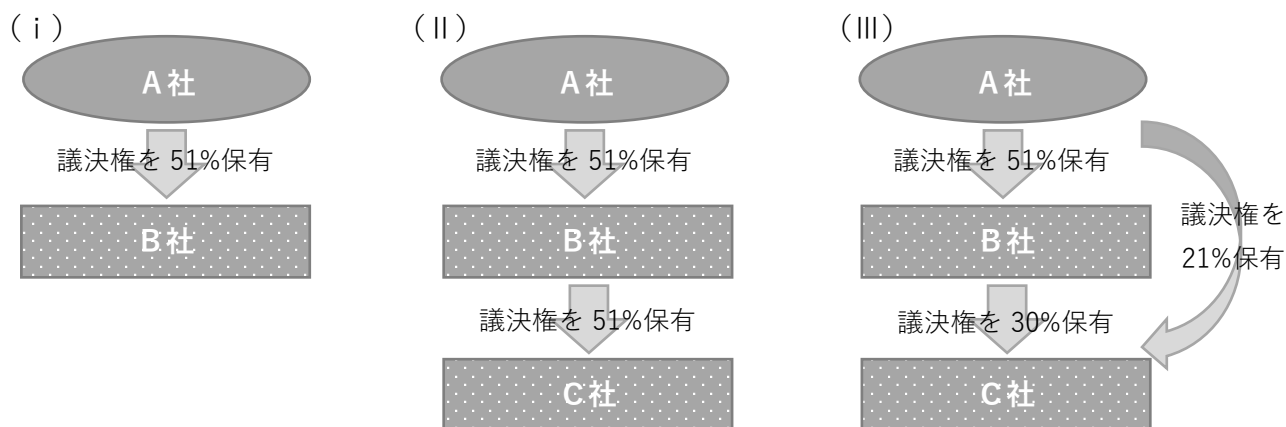 (ⅰ)
A社
議決権を 51%保有
B社
(Ⅱ)
A社
議決権を 51%保有
B社
議決権を 51%保有
C社
(Ⅲ)
A社
議決権を 51%保有
B社
議決権を 30%保有
C社
議決権を
21%保有